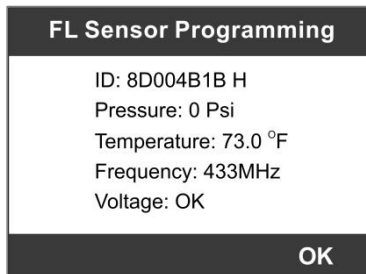 FL Sensor Programming
ID: 8D004B1B H
Pressure: 0 Psi
Temperature: 73.0 °F
Frequency: 433MHz
Voltage: OK
OK